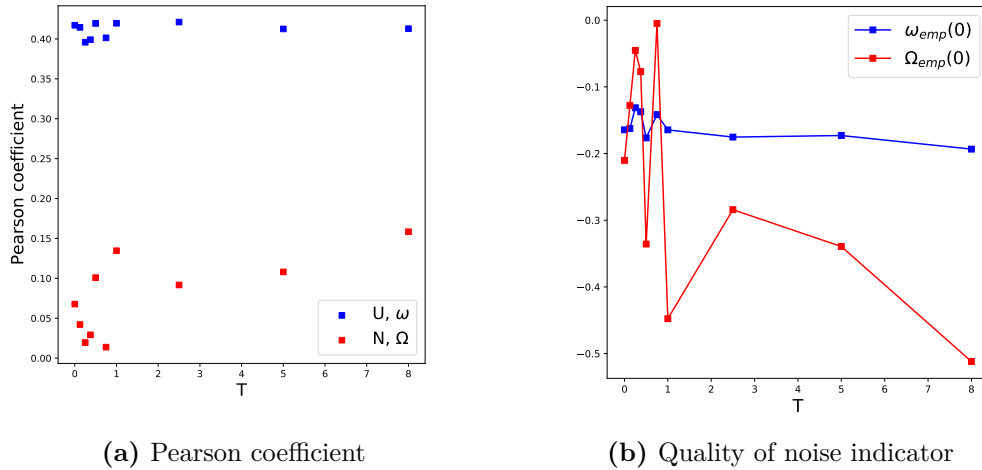 0.40
0.35
0.30
0.25
0.20
0.15
0.10
0.05
0.00
Pearson coefficient
U, ω
N, Ω
0 1 2 3 4 5 6 7 8
T
(a) Pearson coefficient
0.0
−0.1
−0.2
−0.3
−0.4
−0.5
ω_emp(0)
Ω_emp(0)
0 1 2 3 4 5 6 7 8
T
(b) Quality of noise indicator